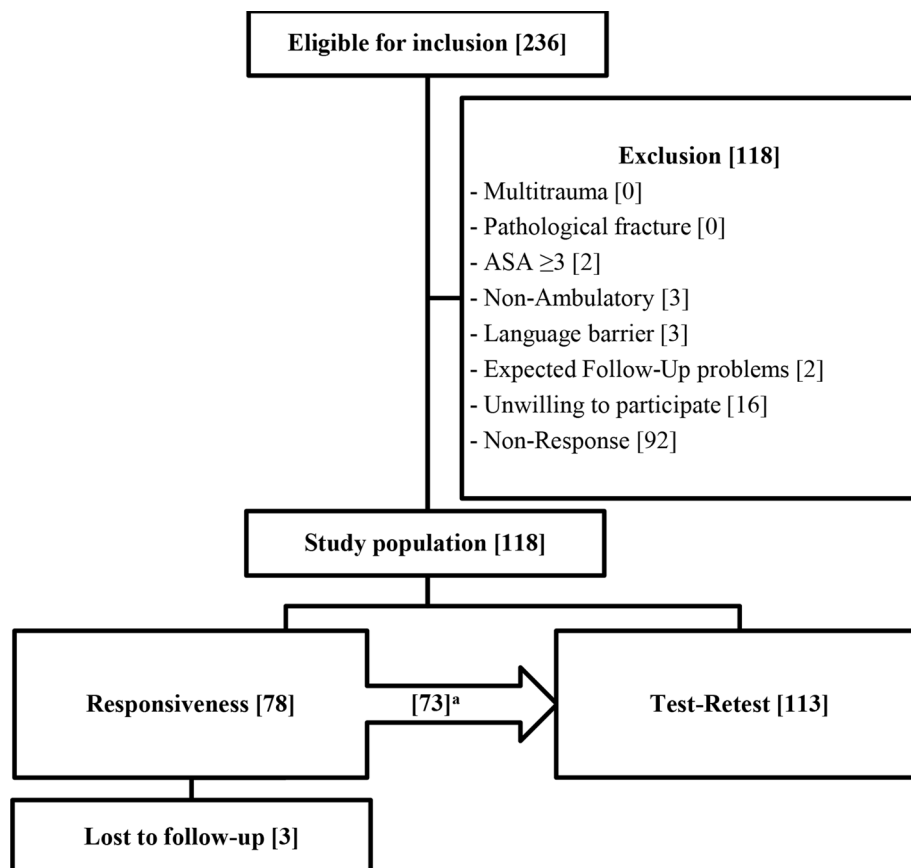 Eligible for inclusion [236]
Exclusion [118]
- Multitrauma [0]
- Pathological fracture [0]
- ASA ≥3 [2]
- Non-Ambulatory [3]
- Language barrier [3]
- Expected Follow-Up problems [2]
- Unwilling to participate [16]
- Non-Response [92]
Study population [118]
Responsiveness [78]
[73]ª
Test-Retest [113]
Lost to follow-up [3]